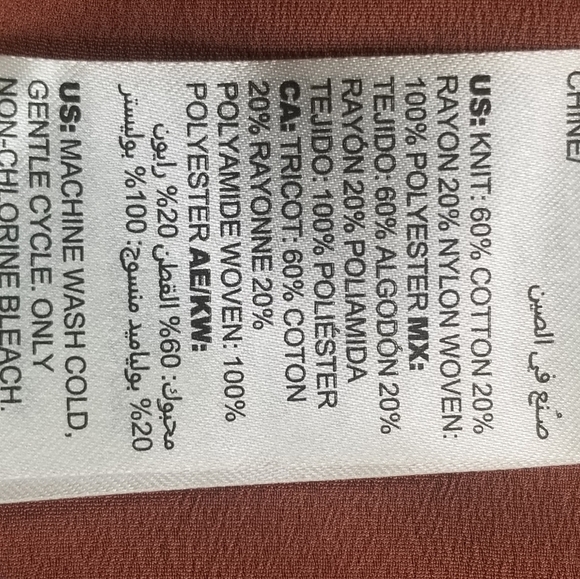 CHINE/
صُنع في الصين
US: KNIT: 60% COTTON 20%
RAYON 20% NYLON WOVEN:
100% POLYESTER MX:
TEJIDO: 60% ALGODÓN 20%
RAYÓN 20% POLIAMIDA
TEJIDO: 100% POLIÉSTER
CA: TRICOT: 60% COTON
20% RAYONNE 20%
POLYAMIDE WOVEN: 100%
POLYESTER AE/KW:
محبوك: 60% القطن 20% رايون
20% بولياميد منسوج: 100% بوليستر
US: MACHINE WASH COLD,
GENTLE CYCLE. ONLY
NON-CHLORINE BLEACH.